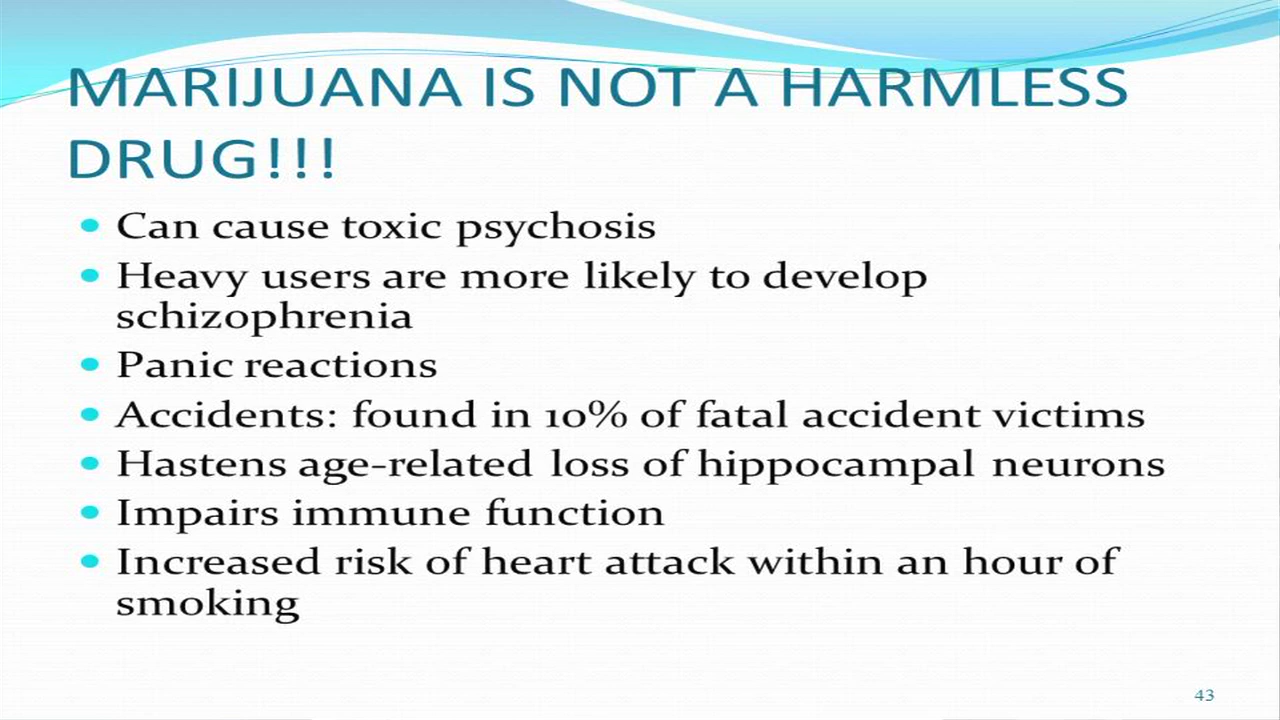 MARIJUANA IS NOT A HARMLESS
DRUG!!!
• Can cause toxic psychosis
• Heavy users are more likely to develop
schizophrenia
• Panic reactions
• Accidents: found in 10% of fatal accident victims
• Hastens age-related loss of hippocampal neurons
• Impairs immune function
• Increased risk of heart attack within an hour of
smoking
43